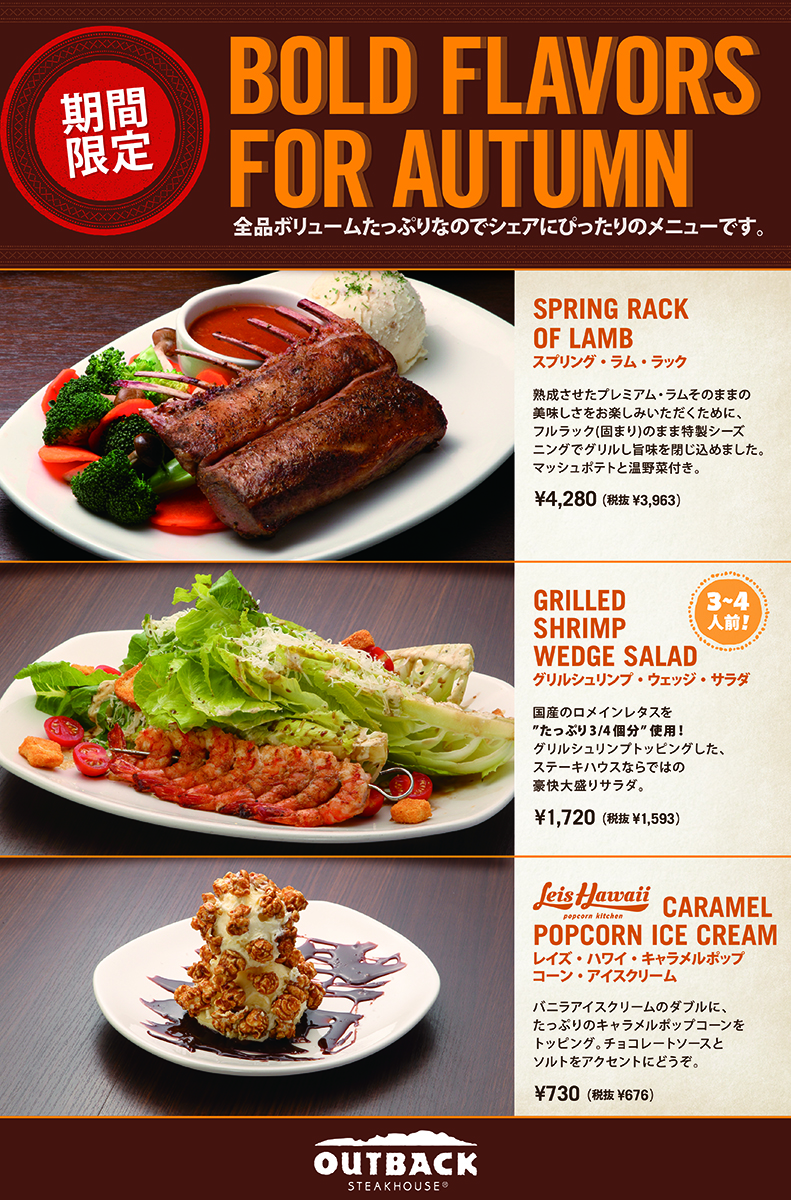 期間
限定
BOLD FLAVORS
FOR AUTUMN
全品ボリュームたっぷりなのでシェアにぴったりのメニューです。
SPRING RACK
OF LAMB
スプリング・ラム・ラック
熟成させたプレミアム・ラムそのままの
美味しさをお楽しみいただくために、
フルラック(固まり)のまま特製シーズ
ニングでグリルし旨味を閉じ込めました。
マッシュポテトと温野菜付き。
¥4,280 (税抜 ¥3,963)
GRILLED
SHRIMP
WEDGE SALAD
3~4
人前!
グリルシュリンプ・ウェッジ・サラダ
国産のロメインレタスを
"たっぷり3/4個分" 使用!
グリルシュリンプトッピングした、
ステーキハウスならではの
豪快大盛りサラダ。
¥1,720 (税抜 ¥1,593)
Leis Hawaii
popcorn kitchen
CARAMEL
POPCORN ICE CREAM
レイズ・ハワイ・キャラメルポップ
コーン・アイスクリーム
バニラアイスクリームのダブルに、
たっぷりのキャラメルポップコーンを
トッピング。チョコレートソースと
ソルトをアクセントにどうぞ。
¥730 (税抜 ¥676)
OUTBACK
STEAKHOUSE®